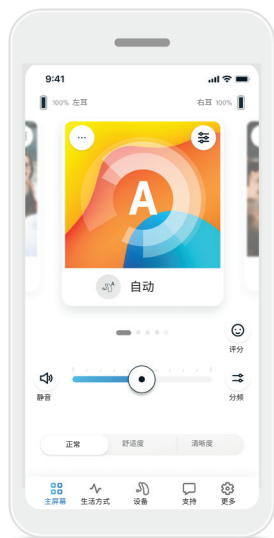 9:41
100% 左耳 右耳 100%
A
自动
评分
静音 分频
正常 舒适度 清晰度
主屏幕 生活方式 设备 支持 更多